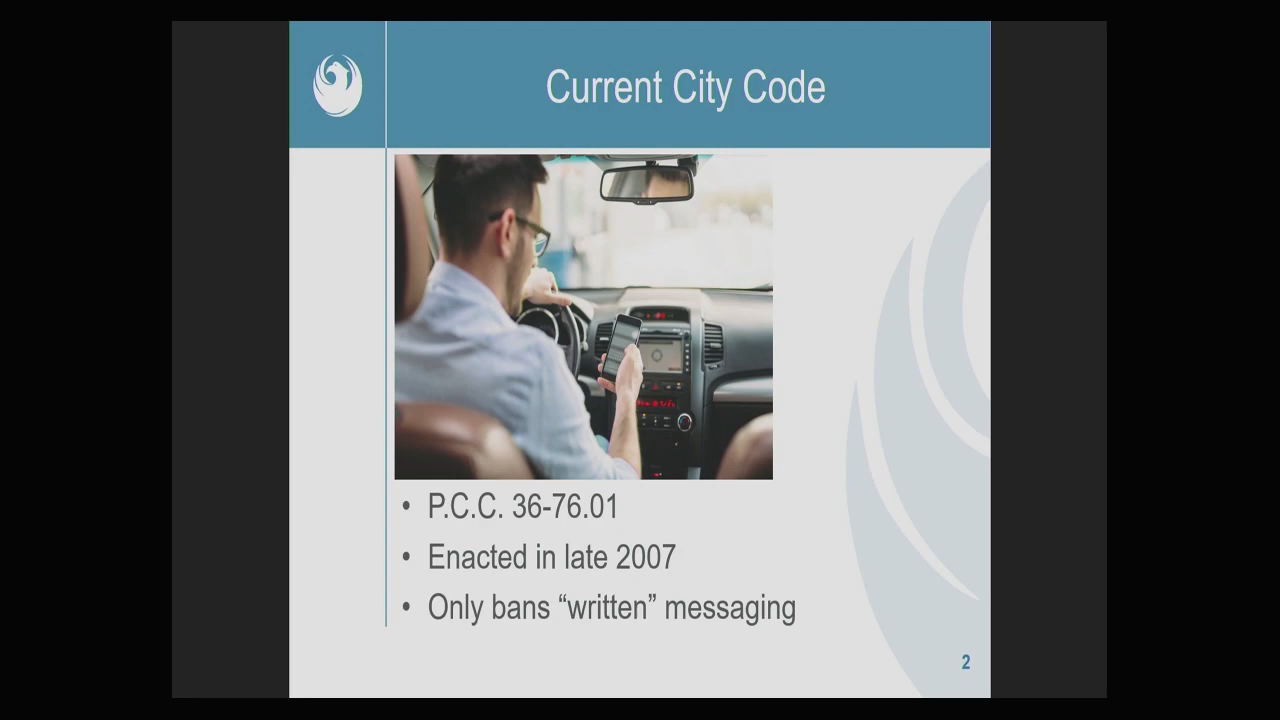 Current City Code
• P.C.C. 36-76.01
• Enacted in late 2007
• Only bans “written” messaging
2